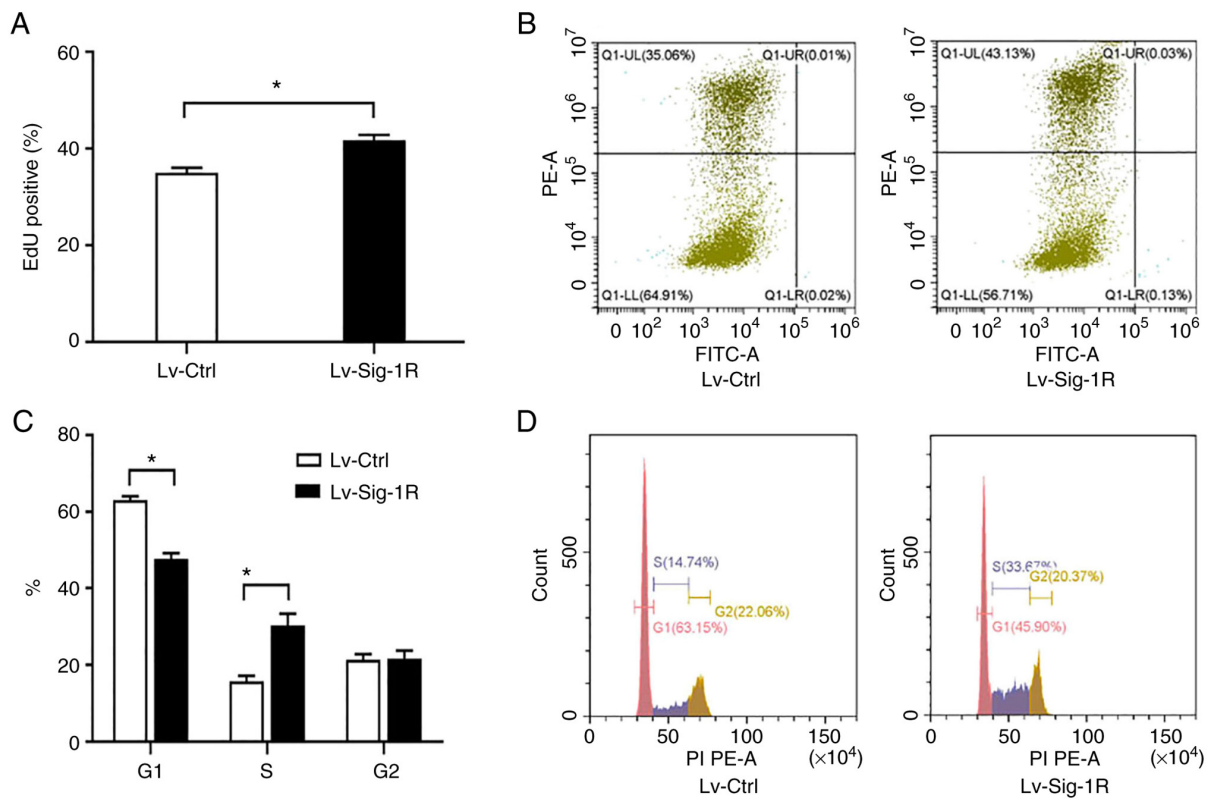 A
60
40
20
0
EdU positive (%)
*
Lv-Ctrl
Lv-Sig-1R
B
10^7
10^6
10^5
10^4
0
PE-A
Q1-UL(35.06%)
Q1-UR(0.01%)
Q1-LL(64.91%)
Q1-LR(0.02%)
0 10^2 10^3 10^4 10^5 10^6
FITC-A
Lv-Ctrl
10^7
10^6
10^5
10^4
0
PE-A
Q1-UL(43.13%)
Q1-UR(0.03%)
Q1-LL(56.71%)
Q1-LR(0.13%)
0 10^2 10^3 10^4 10^5 10^6
FITC-A
Lv-Sig-1R
C
80
60
40
20
0
%
*
*
Lv-Ctrl
Lv-Sig-1R
G1 S G2
D
500
0
Count
S(14.74%)
G2(22.06%)
G1(63.15%)
0 50 100 150
PI PE-A (×10^4)
Lv-Ctrl
500
0
Count
S(33.67%)
G2(20.37%)
G1(45.90%)
0 50 100 150
PI PE-A (×10^4)
Lv-Sig-1R